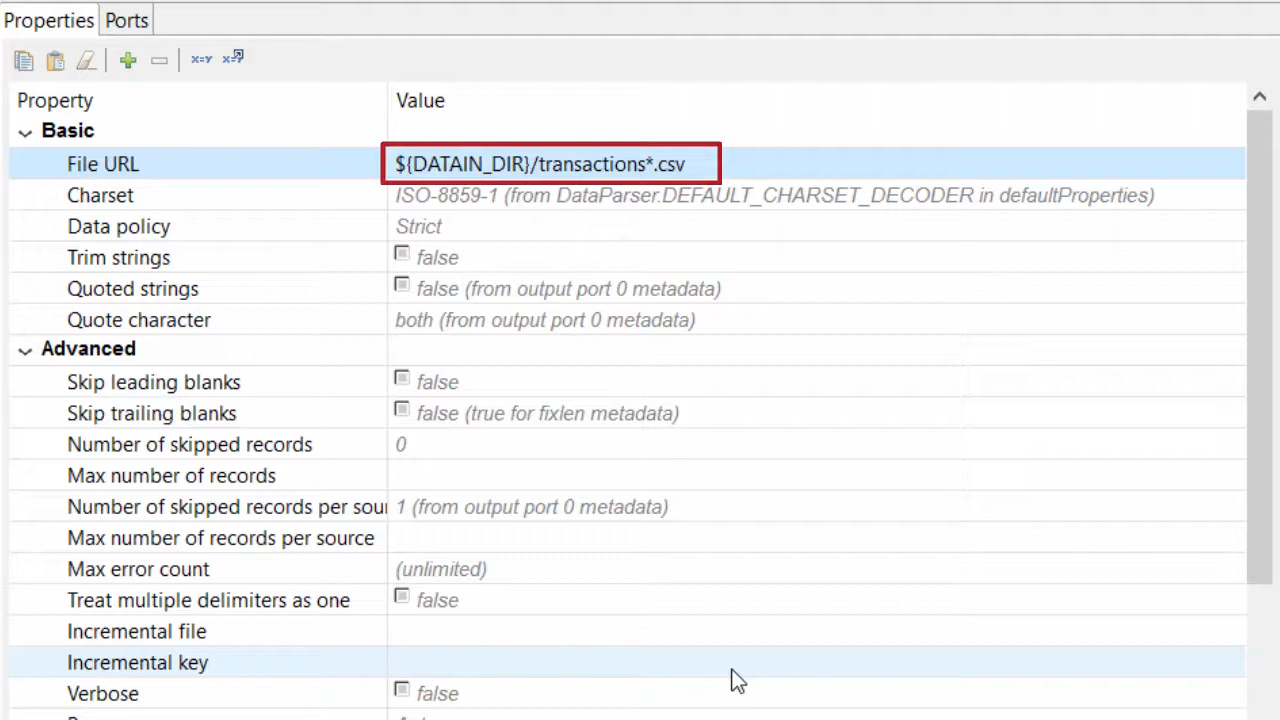 Properties Ports
x=y x=?
Property Value
Basic
File URL ${DATAIN_DIR}/transactions*.csv
Charset ISO-8859-1 (from DataParser.DEFAULT_CHARSET_DECODER in defaultProperties)
Data policy Strict
Trim strings false
Quoted strings false (from output port 0 metadata)
Quote character both (from output port 0 metadata)
Advanced
Skip leading blanks false
Skip trailing blanks false (true for fixlen metadata)
Number of skipped records 0
Max number of records
Number of skipped records per sou 1 (from output port 0 metadata)
Max number of records per source
Max error count (unlimited)
Treat multiple delimiters as one false
Incremental file
Incremental key
Verbose false